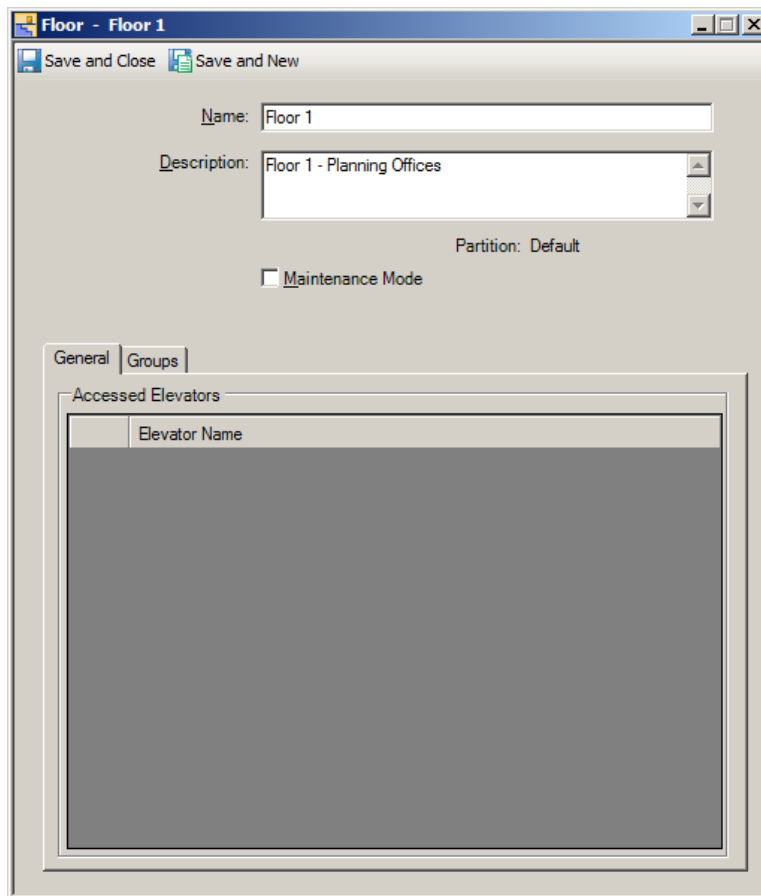 Floor - Floor 1
Save and Close Save and New
Name: Floor 1
Description: Floor 1 - Planning Offices
Partition: Default
Maintenance Mode
General Groups
Accessed Elevators
Elevator Name